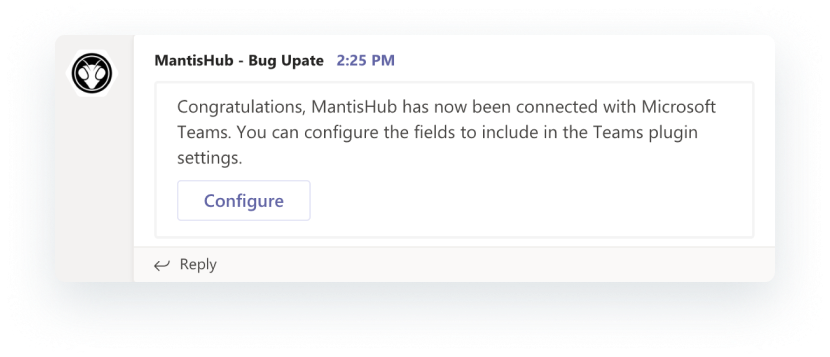 MantisHub - Bug Upate 2:25 PM
Congratulations, MantisHub has now been connected with Microsoft
Teams. You can configure the fields to include in the Teams plugin
settings.
Configure
Reply